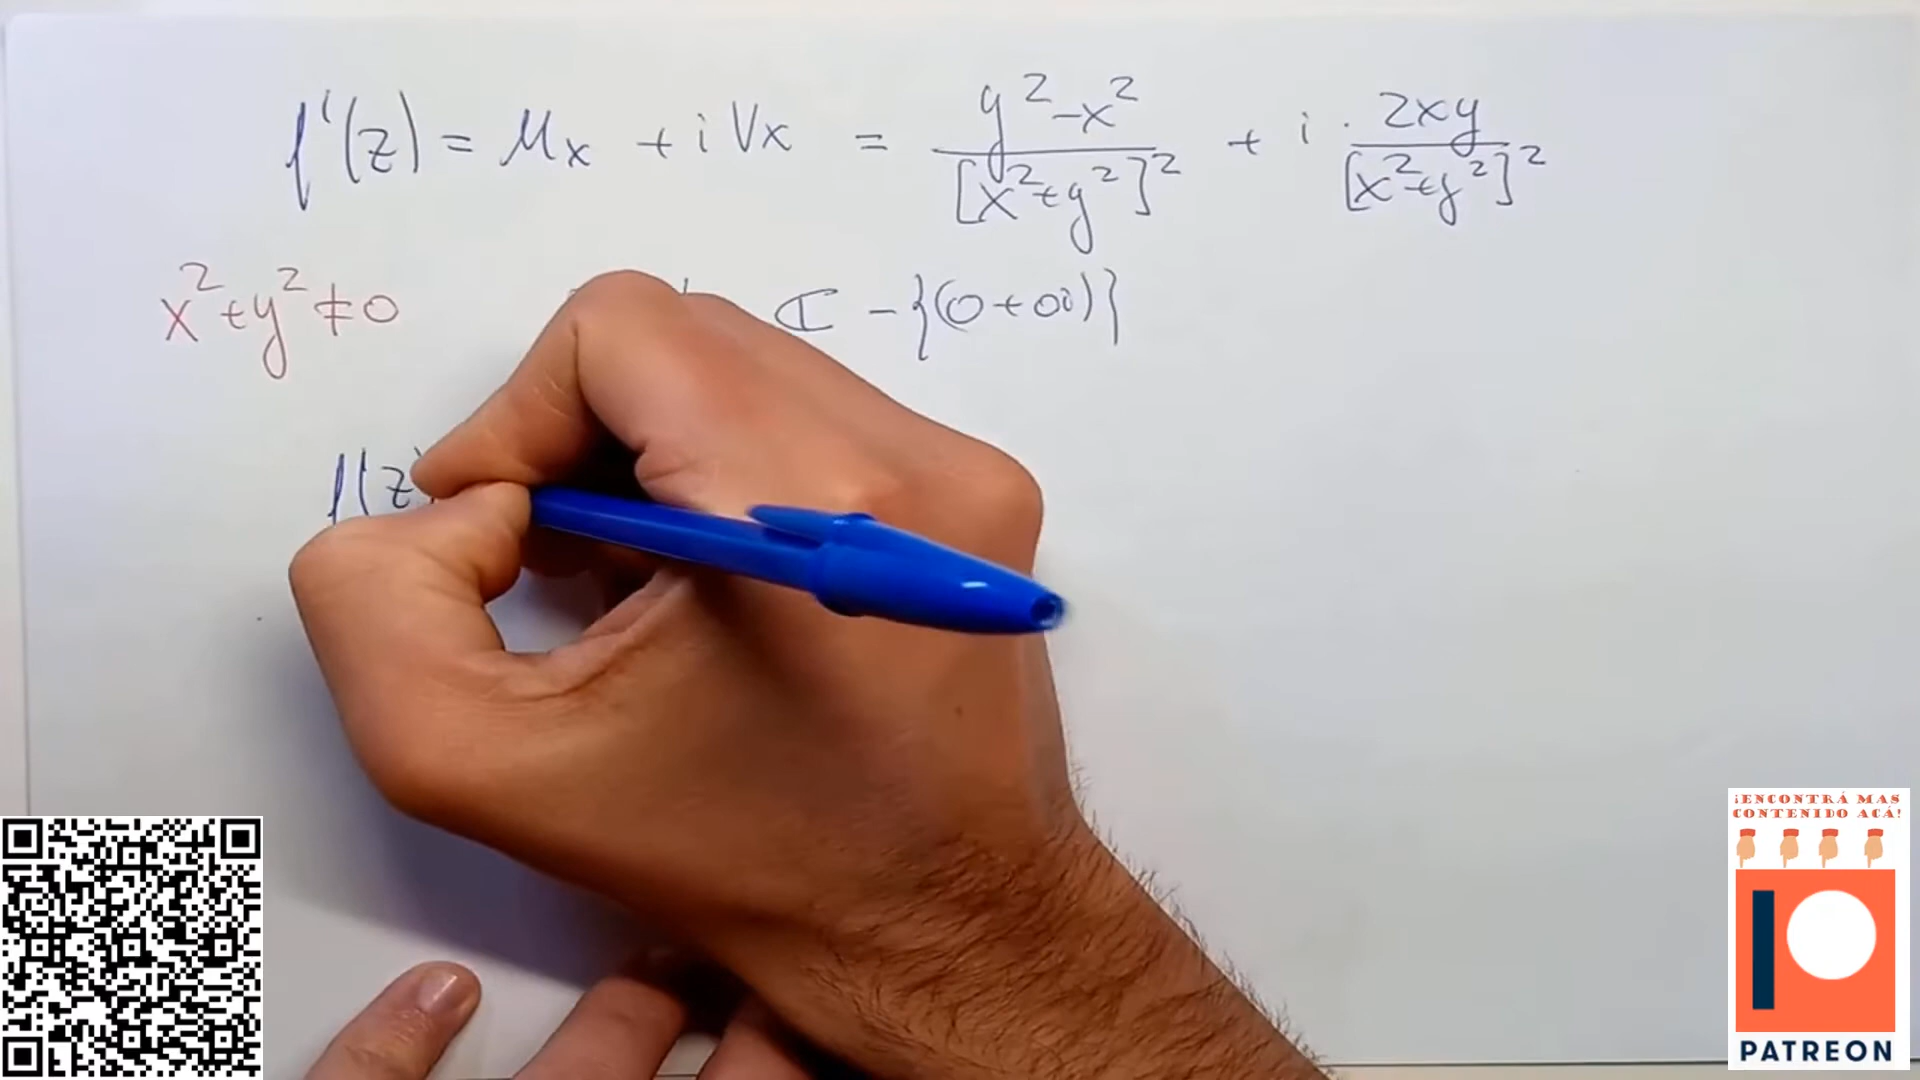 f'(z) = Ux + i Vx = y²-x² / [x²+y²]² + i · 2xy / [x²+y²]²
x²+y² ≠ 0 ℂ - {(0+0i)}
f(z)
¡ENCONTRÁ MAS
CONTENIDO ACÁ!
PATREON